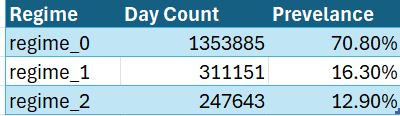 Regime Day Count Prevelance
regime_0 1353885 70.80%
regime_1 311151 16.30%
regime_2 247643 12.90%